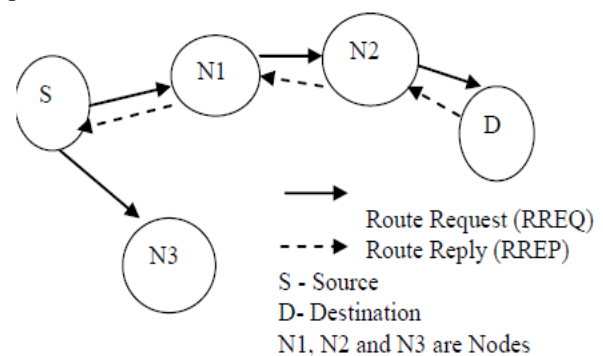 N2
N1
S
D
N3
Route Request (RREQ)
Route Reply (RREP)
S - Source
D- Destination
N1, N2 and N3 are Nodes